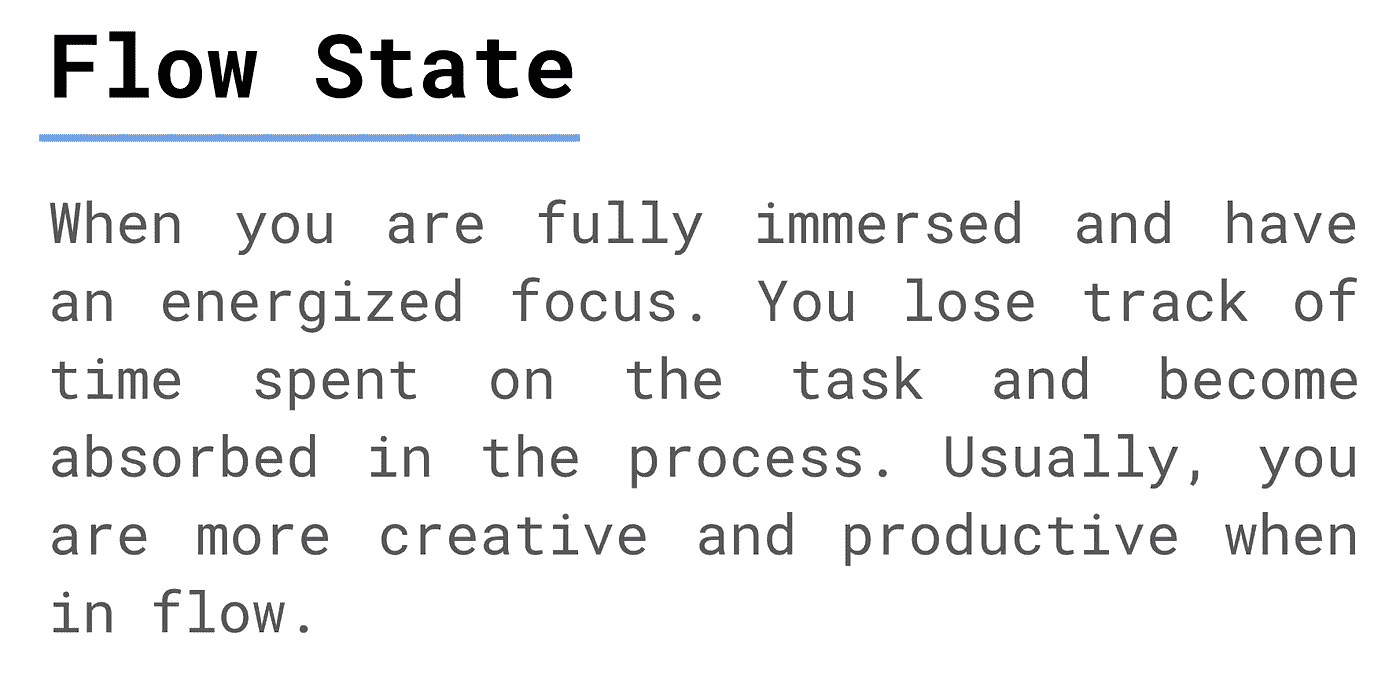 Flow State
When you are fully immersed and have
an energized focus. You lose track of
time spent on the task and become
absorbed in the process. Usually, you
are more creative and productive when
in flow.